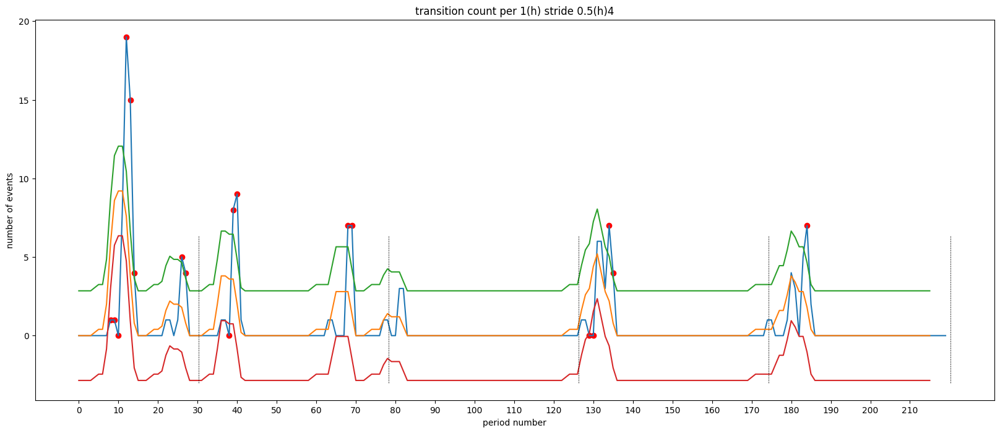 transition count per 1(h) stride 0.5(h)4
number of events
20
15
10
5
0
0 10 20 30 40 50 60 70 80 90 100 110 120 130 140 150 160 170 180 190 200 210
period number